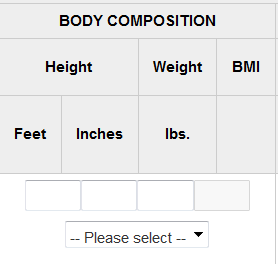 BODY COMPOSITION
Height Weight BMI
Feet Inches lbs.
-- Please select --